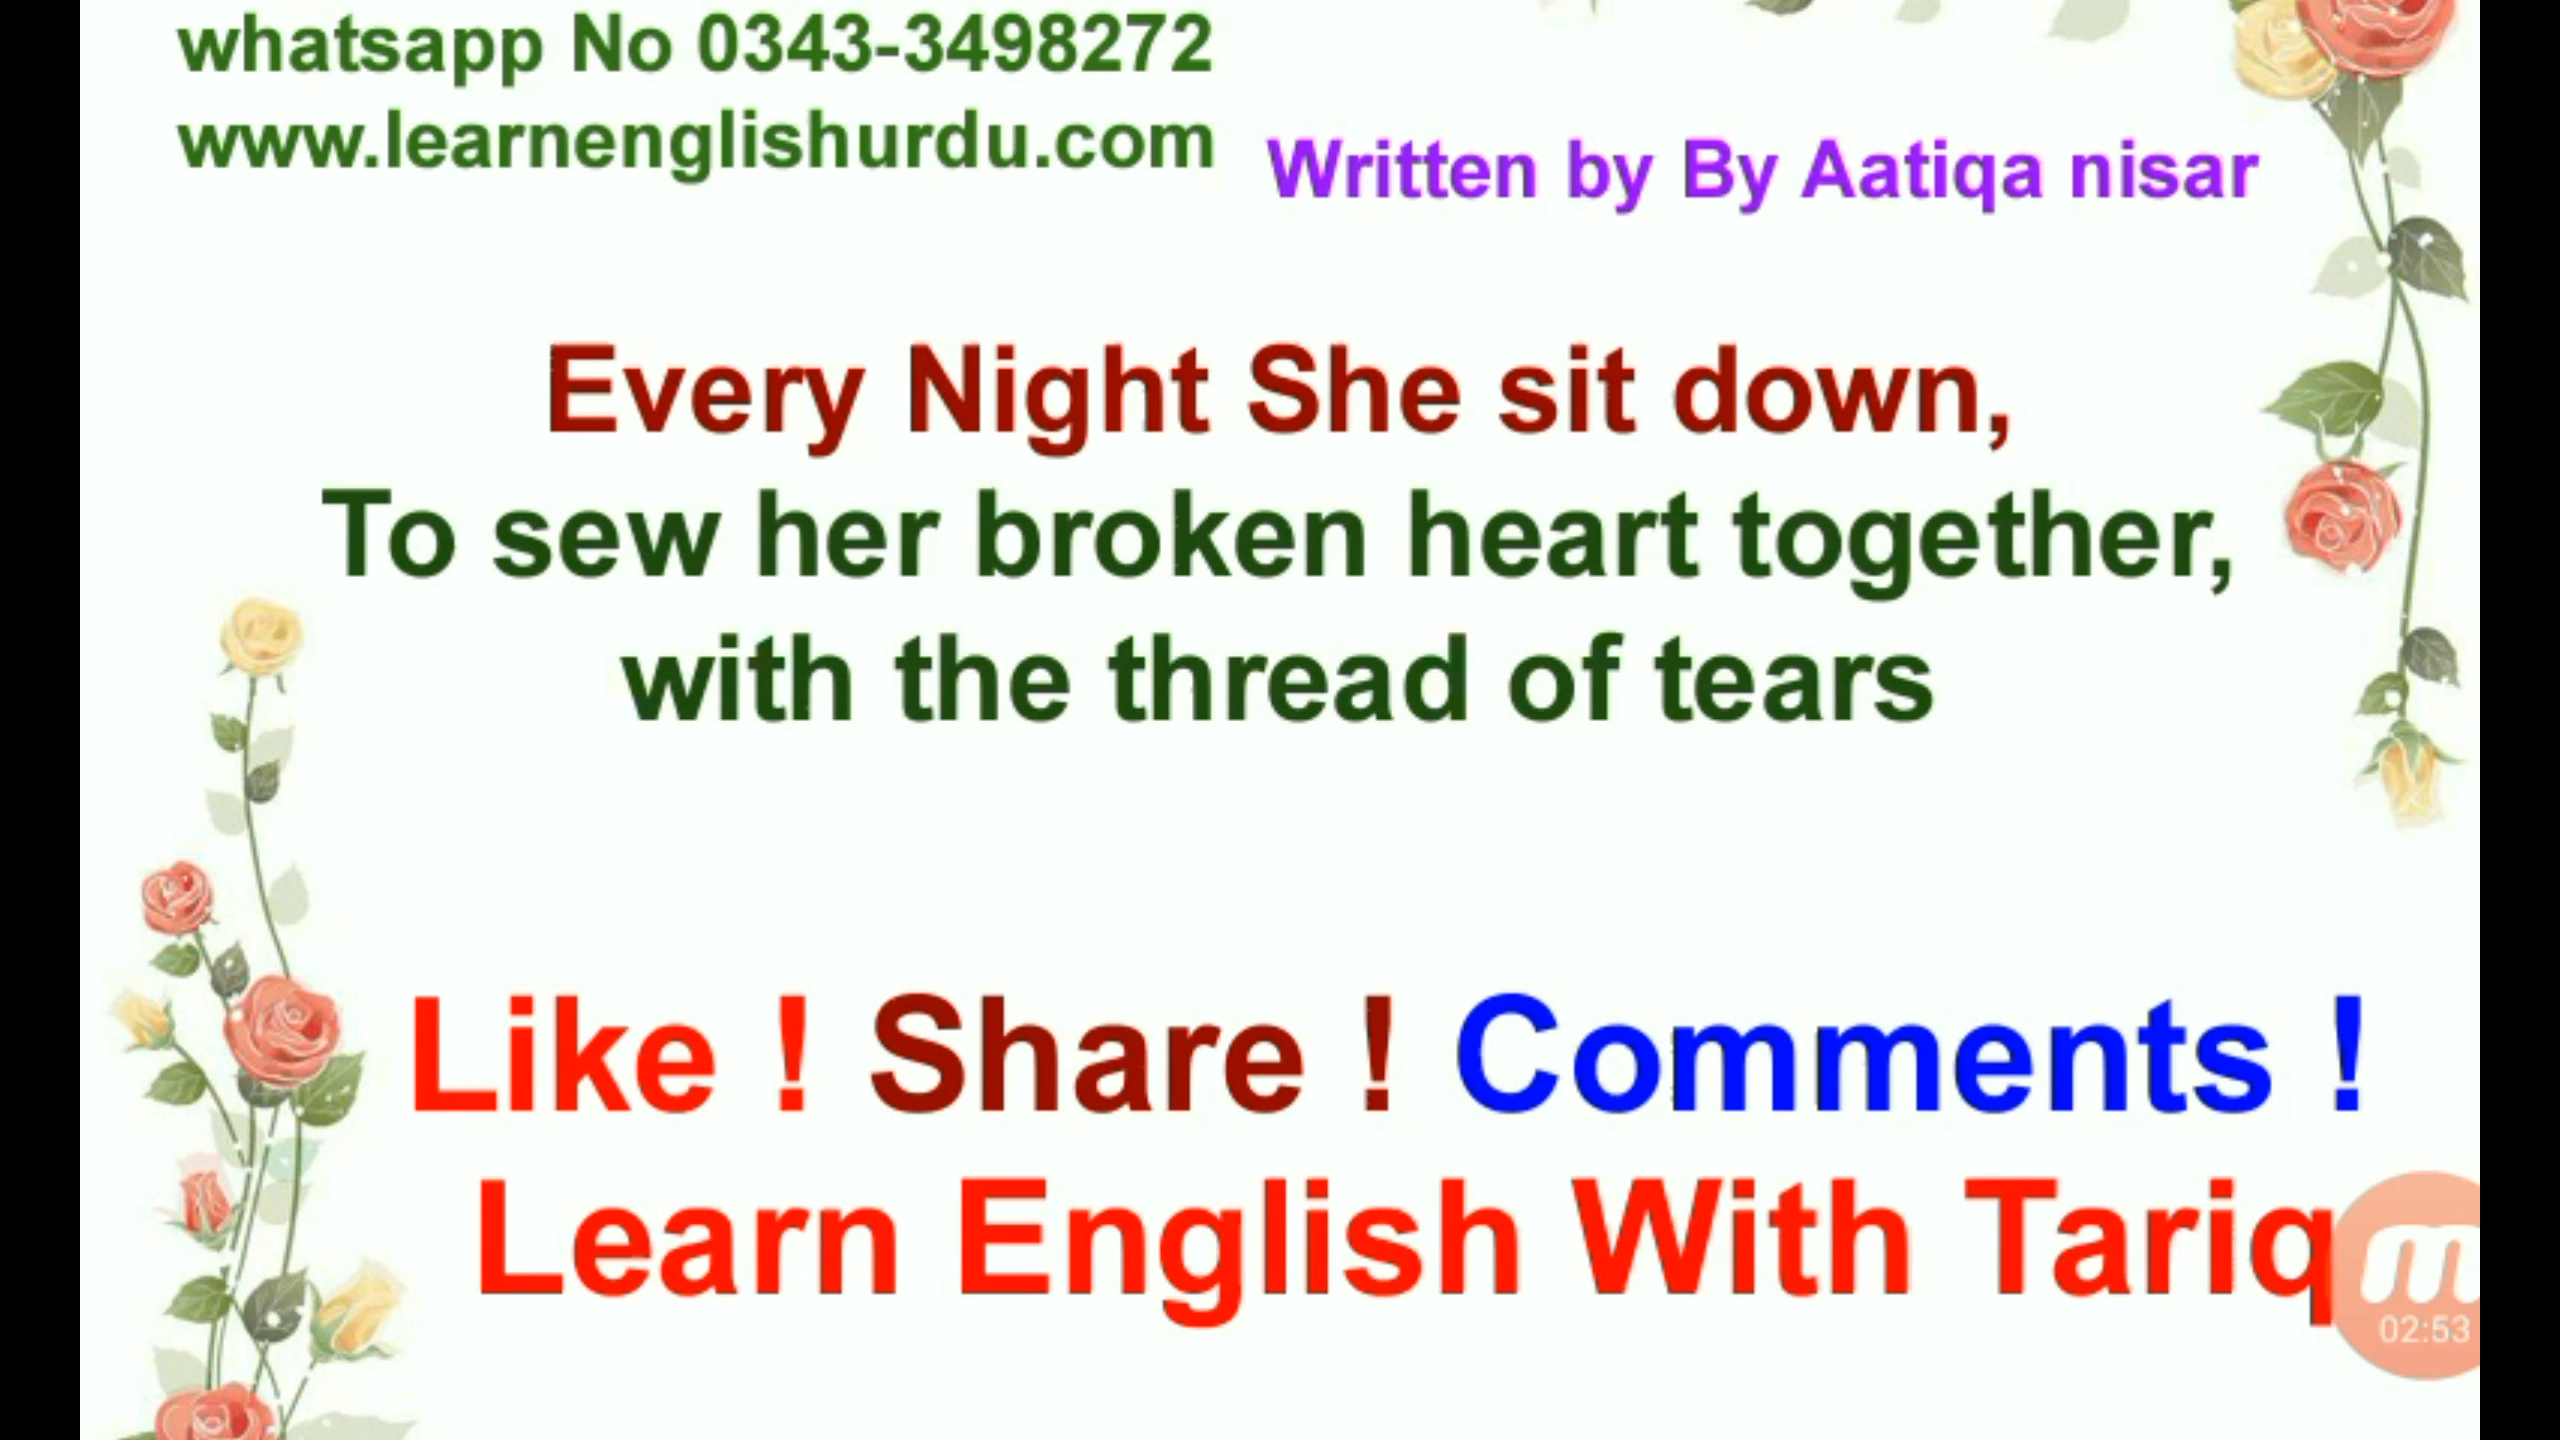 whatsapp No 0343-3498272
www.learnenglishurdu.com
Written by By Aatiqa nisar
Every Night She sit down,
To sew her broken heart together,
with the thread of tears
Like ! Share ! Comments !
Learn English With Tariq
02:53